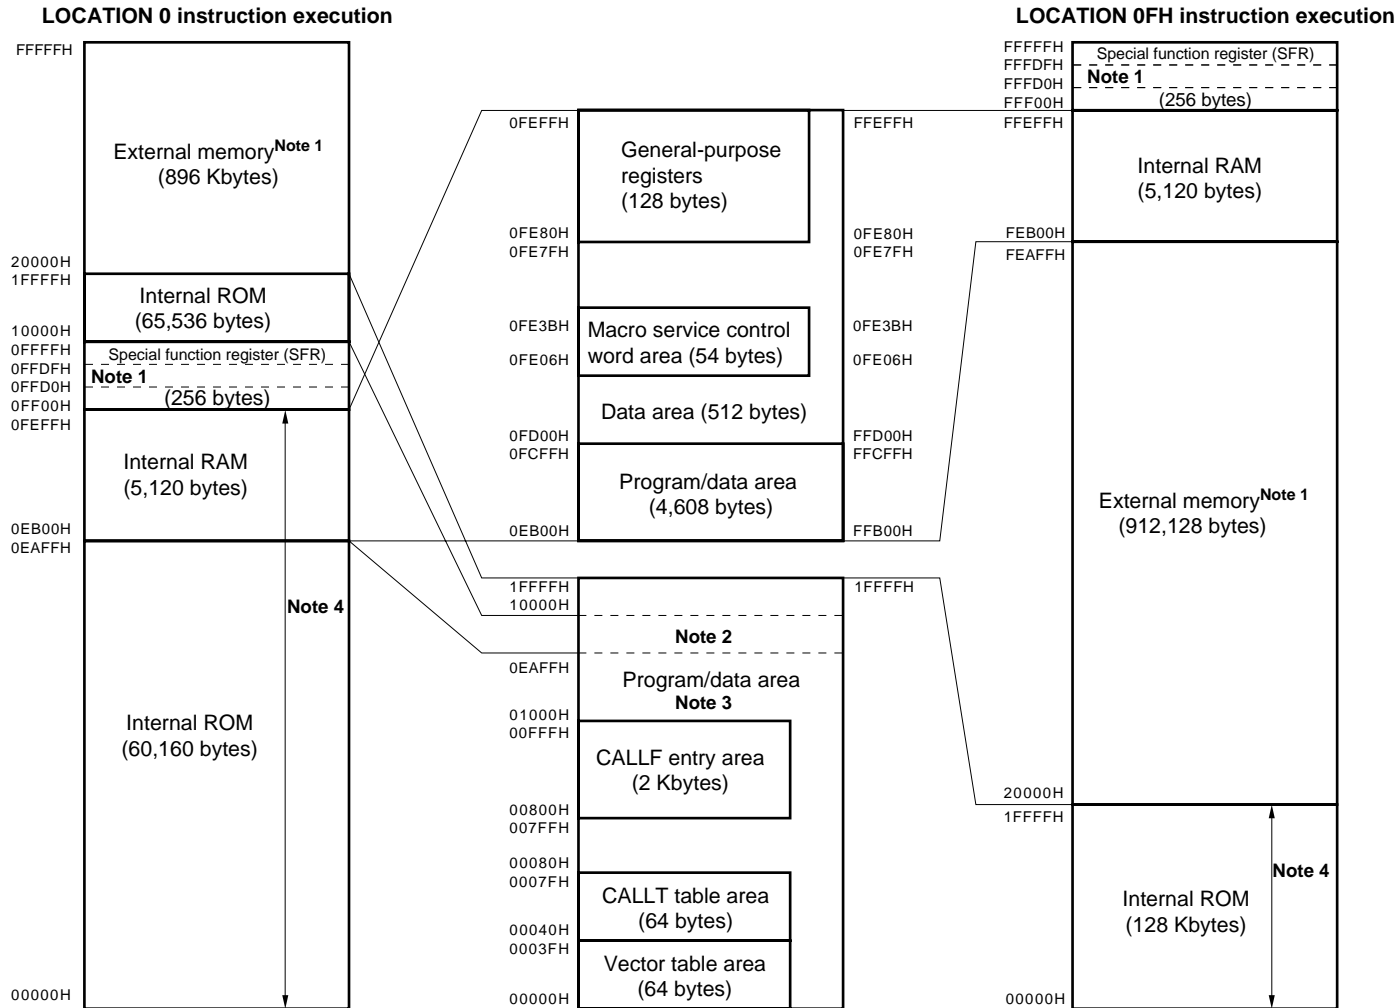 LOCATION 0 instruction execution
FFFFFH
External memory Note 1
(896 Kbytes)
20000H
1FFFFH
Internal ROM
(65,536 bytes)
10000H
0FFFFH
Special function register (SFR)
0FFDFH
Note 1
0FFD0H
(256 bytes)
0FF00H
0FEFFH
Internal RAM
(5,120 bytes)
0EB00H
0EAFFH
Note 4
Internal ROM
(60,160 bytes)
00000H
0FEFFH
FFEFFH
General-purpose
registers
(128 bytes)
0FE80H
0FE80H
0FE7FH
0FE7FH
0FE3BH
0FE3BH
Macro service control
word area (54 bytes)
0FE06H
0FE06H
Data area (512 bytes)
0FD00H
FFD00H
0FCFFH
FFCFFH
Program/data area
(4,608 bytes)
0EB00H
FFB00H
1FFFFH
1FFFFH
10000H
Note 2
0EAFFH
Program/data area
Note 3
01000H
00FFFH
CALLF entry area
(2 Kbytes)
00800H
007FFH
00080H
0007FH
CALLT table area
(64 bytes)
00040H
0003FH
Vector table area
(64 bytes)
00000H
LOCATION 0FH instruction execution
FFFFFH
Special function register (SFR)
FFFDFH
Note 1
FFFD0H
(256 bytes)
FFF00H
FFEFFH
Internal RAM
(5,120 bytes)
FEB00H
FEAFFH
External memory Note 1
(912,128 bytes)
20000H
1FFFFH
Note 4
Internal ROM
(128 Kbytes)
00000H